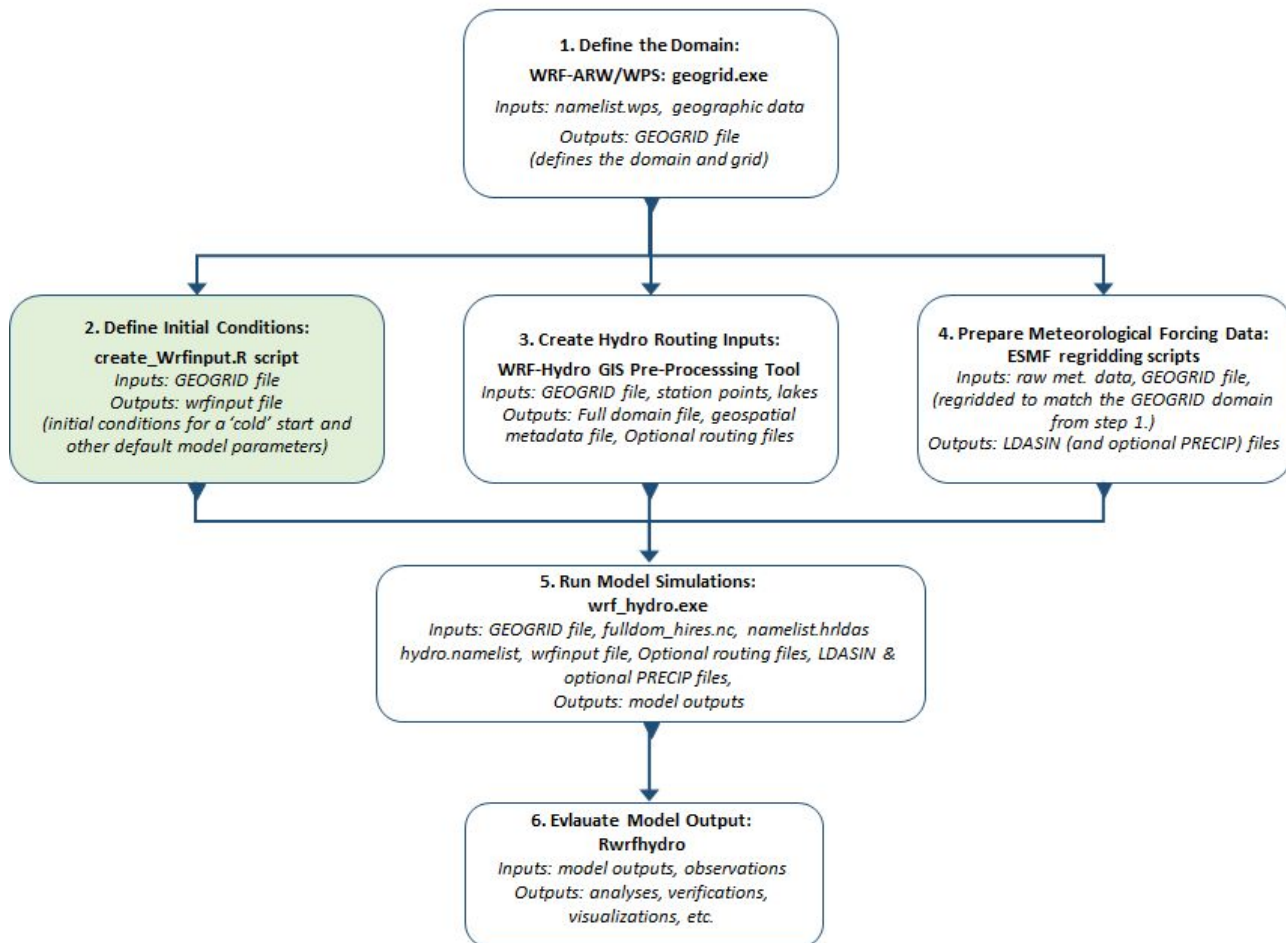 1. Define the Domain:
WRF-ARW/WPS: geogrid.exe
Inputs: namelist.wps, geographic data
Outputs: GEOGRID file
(defines the domain and grid)
2. Define Initial Conditions:
create_Wrfinput.R script
Inputs: GEOGRID file
Outputs: wrfinput file
(initial conditions for a ‘cold’ start and
other default model parameters)
3. Create Hydro Routing Inputs:
WRF-Hydro GIS Pre-Processsing Tool
Inputs: GEOGRID file, station points, lakes
Outputs: Full domain file, geospatial
metadata file, Optional routing files
4. Prepare Meteorological Forcing Data:
ESMF regridding scripts
Inputs: raw met. data, GEOGRID file,
(regridded to match the GEOGRID domain
from step 1.)
Outputs: LDASIN (and optional PRECIP) files
5. Run Model Simulations:
wrf_hydro.exe
Inputs: GEOGRID file, fulldom_hires.nc, namelist.hrldas
hydro.namelist, wrfinput file, Optional routing files, LDASIN &
optional PRECIP files,
Outputs: model outputs
6. Evlauate Model Output:
Rwrfhydro
Inputs: model outputs, observations
Outputs: analyses, verifications,
visualizations, etc.